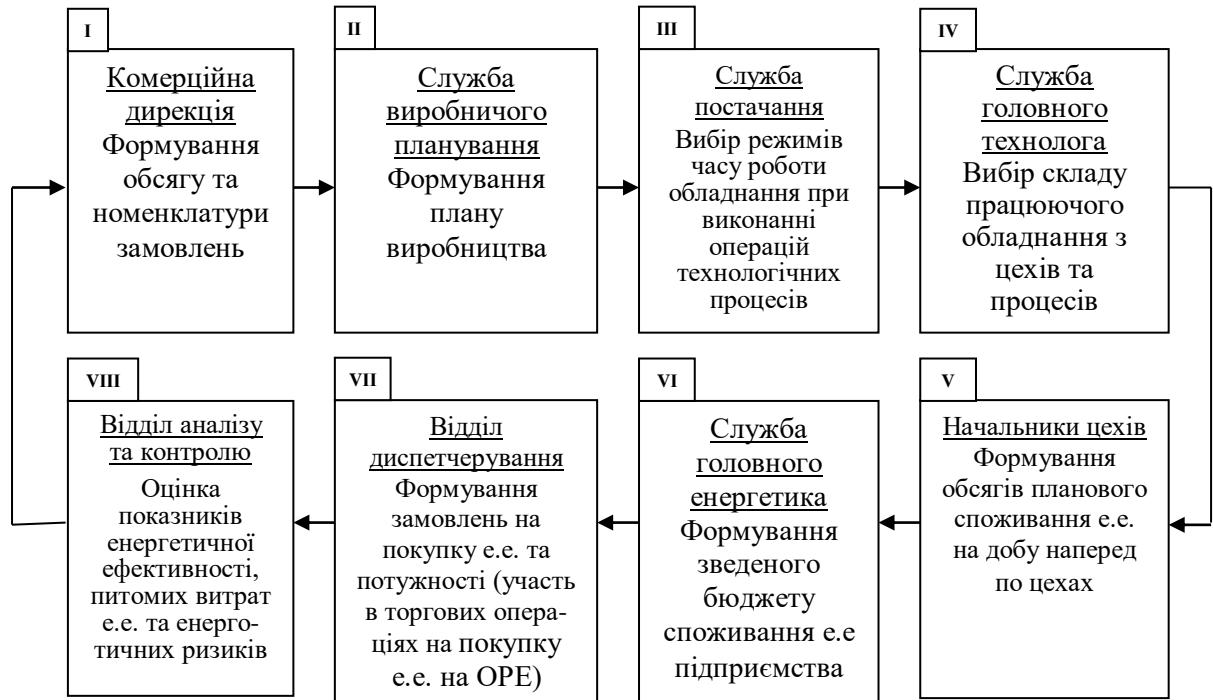 I
Комерційна
дирекція
Формування
обсягу та
номенклатури
замовлень
II
Служба
виробничого
планування
Формування
плану
виробництва
III
Служба
постачання
Вибір режимів
часу роботи
обладнання при
виконанні
операцій
технологічних
процесів
IV
Служба
головного
технолога
Вибір складу
працюючого
обладнання з
цехів та
процесів
VIII
Відділ аналізу
та контролю
Оцінка
показників
енергетичної
ефективності,
питомих витрат
е.е. та енерго-
тичних ризиків
VII
Відділ
диспетчерування
Формування
замовлень на
покупку е.е. та
потужності (участь
в торгових опера-
ціях на покупку
е.е. на ОРЕ)
VI
Служба
головного
енергетика
Формування
зведеного
бюджету
споживання е.е
підприємства
V
Начальники цехів
Формування
обсягів планового
споживання е.е.
на добу наперед
по цехах